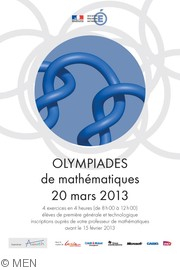 OLYMPIADES
de mathématiques
20 mars 2013
4 exercices en 4 heures (de 8h00 à 12h00)
élèves de première générale et technologique
inscriptions auprès de votre professeur de mathématiques
avant le 15 février 2013
CASIO
© MEN